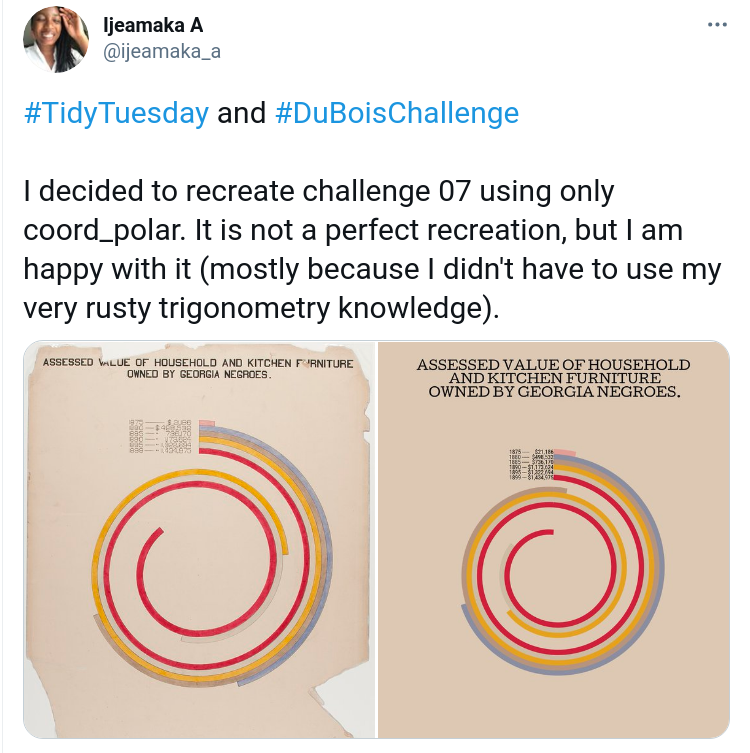 Ijeamaka A
@ijeamaka_a
#TidyTuesday and #DuBoisChallenge
I decided to recreate challenge 07 using only
coord_polar. It is not a perfect recreation, but I am
happy with it (mostly because I didn't have to use my
very rusty trigonometry knowledge).
ASSESSED VALUE OF HOUSEHOLD AND KITCHEN FURNITURE
OWNED BY GEORGIA NEGROES.
ASSESSED VALUE OF HOUSEHOLD
AND KITCHEN FURNITURE
OWNED BY GEORGIA NEGROES.
1875 — $21,186
1880 — $498,532
1885 — $736,170
1890 — $1,173,624
1895 — $1,322,694
1899 — $1,434,975